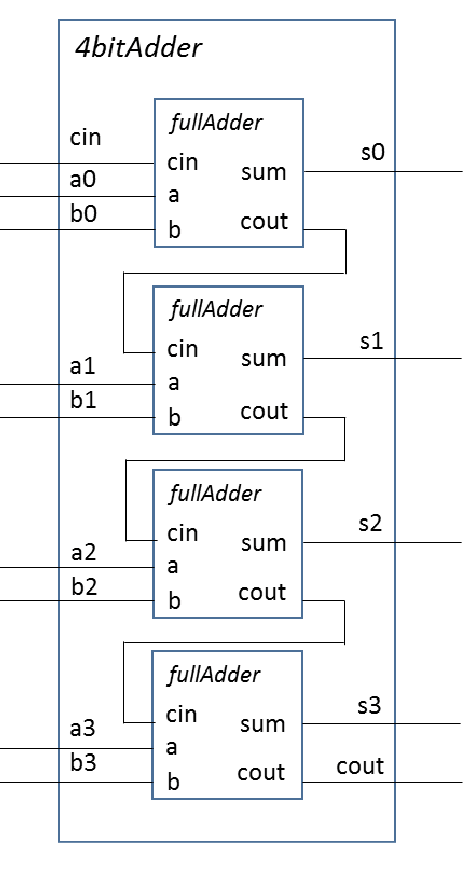 4bitAdder
fullAdder
cin
cin
sum
s0
a0
a
b0
b
cout
fullAdder
cin
sum
s1
a1
a
b1
b
cout
fullAdder
cin
sum
s2
a2
a
b2
b
cout
fullAdder
cin
sum
s3
a3
a
b3
b
cout
cout